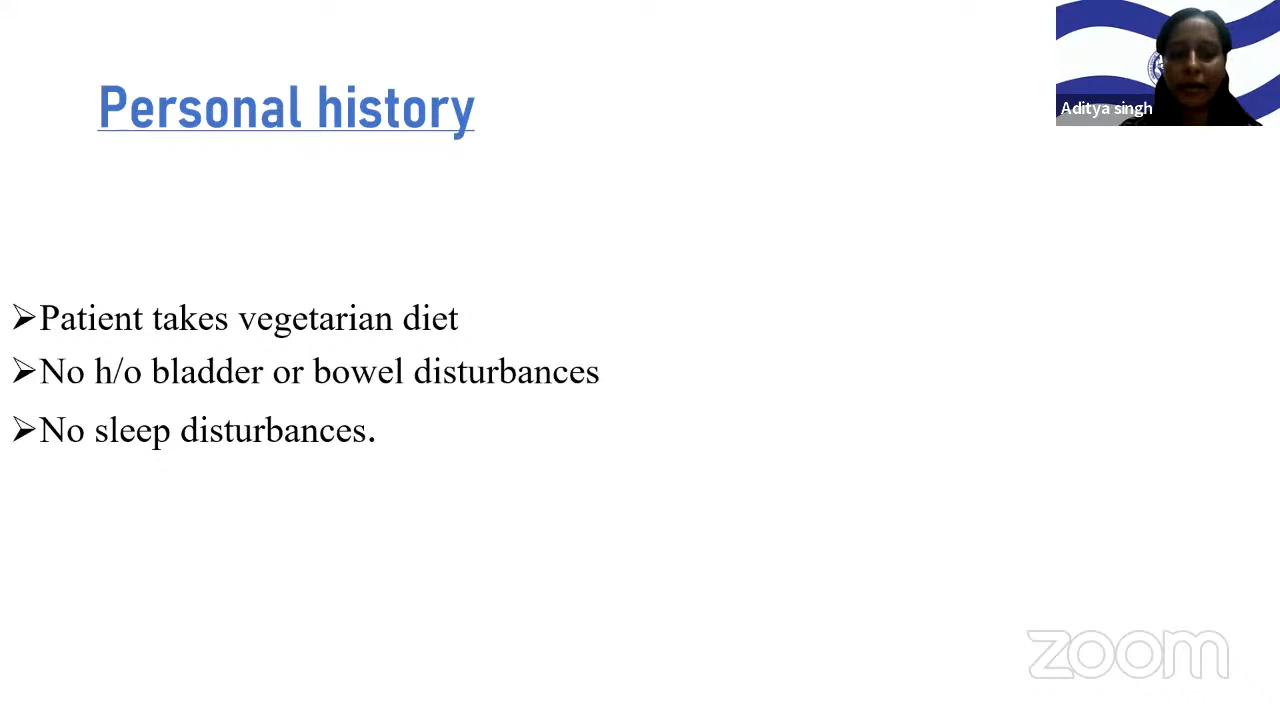 Personal history
Aditya singh
➢Patient takes vegetarian diet
➢No h/o bladder or bowel disturbances
➢No sleep disturbances.
zoom